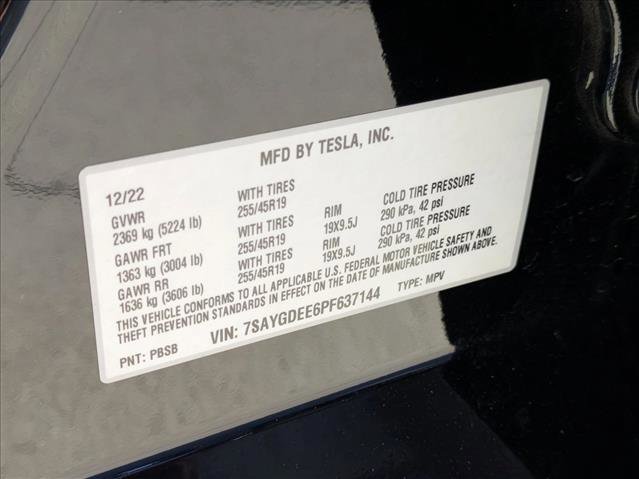 MFD BY TESLA, INC.
12/22
GVWR WITH TIRES COLD TIRE PRESSURE
2369 kg (5224 lb) 255/45R19 RIM 290 kPa, 42 psi
GAWR FRT WITH TIRES 19X9.5J COLD TIRE PRESSURE
1363 kg (3004 lb) 255/45R19 RIM 290 kPa, 42 psi
GAWR RR WITH TIRES 19X9.5J
1636 kg (3606 lb) 255/45R19
THIS VEHICLE CONFORMS TO ALL APPLICABLE U.S. FEDERAL MOTOR VEHICLE SAFETY AND
THEFT PREVENTION STANDARDS IN EFFECT ON THE DATE OF MANUFACTURE SHOWN ABOVE.
VIN: 7SAYGDEE6PF637144 TYPE: MPV
PNT: PBSB